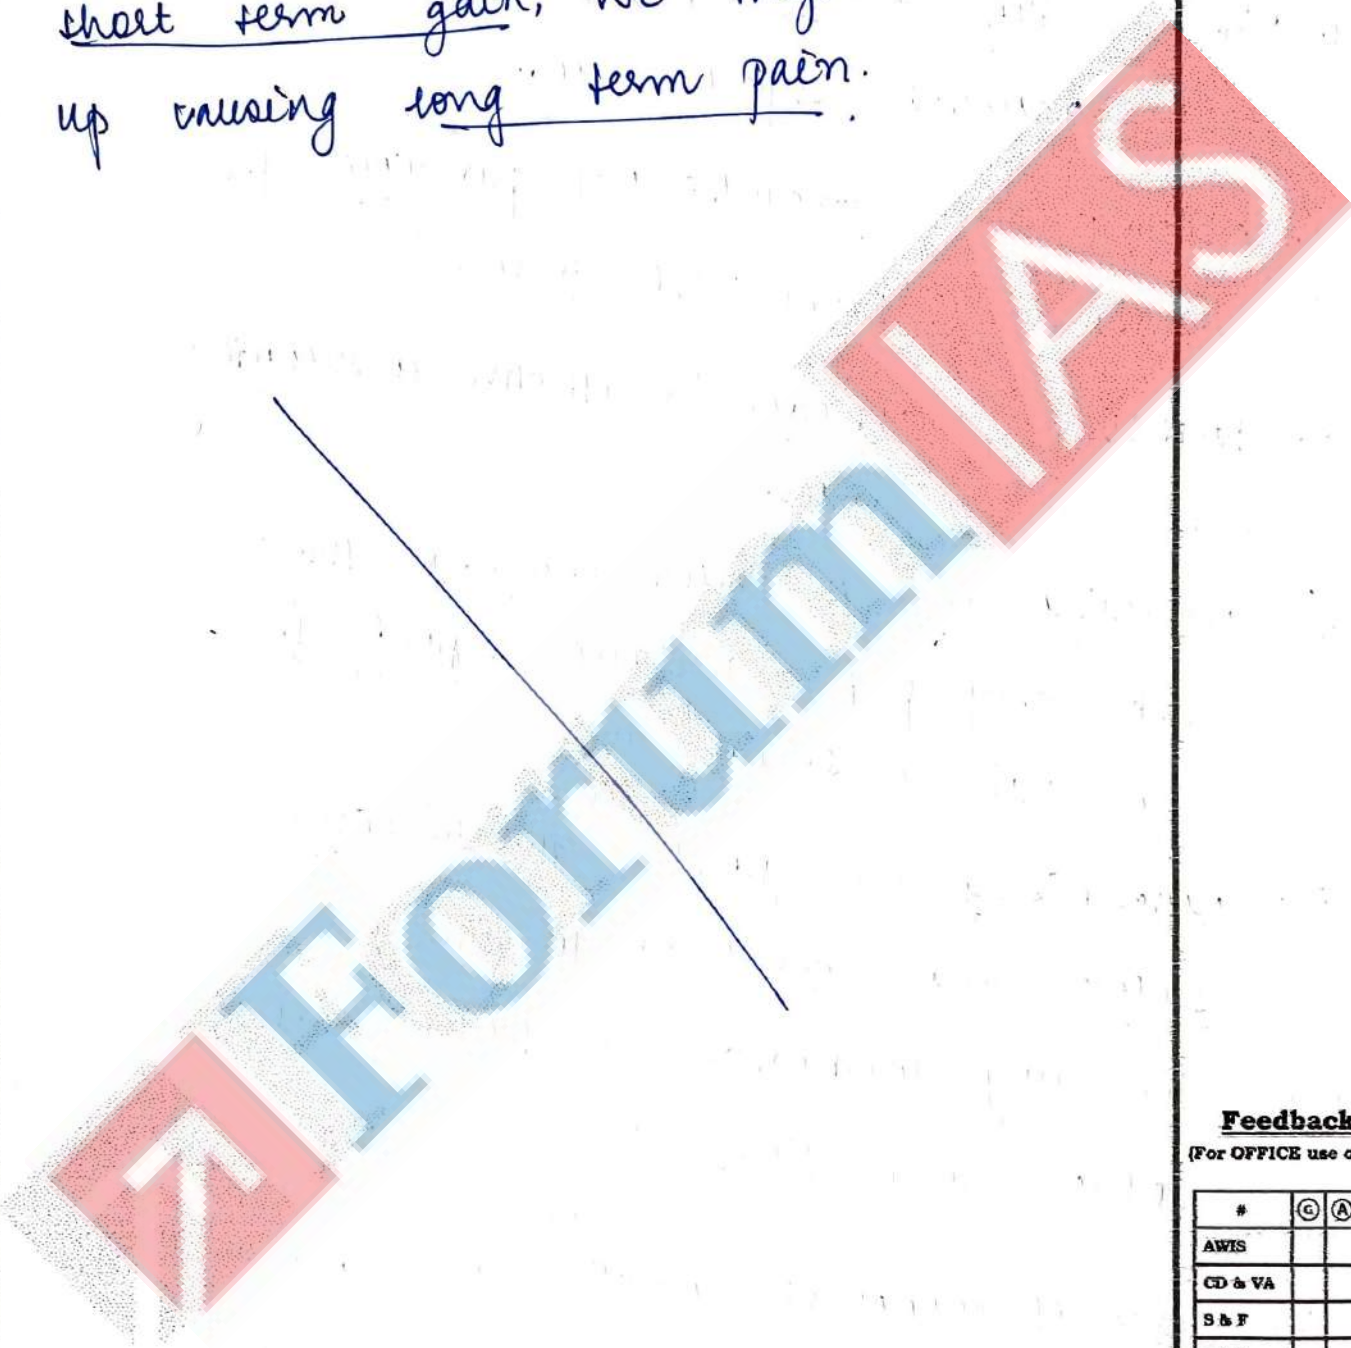 short term gain, we
up causing long term pain.
ForumIAS
Feedback
(For OFFICE use
#	G	A
AWIS
CD & VA
S & F